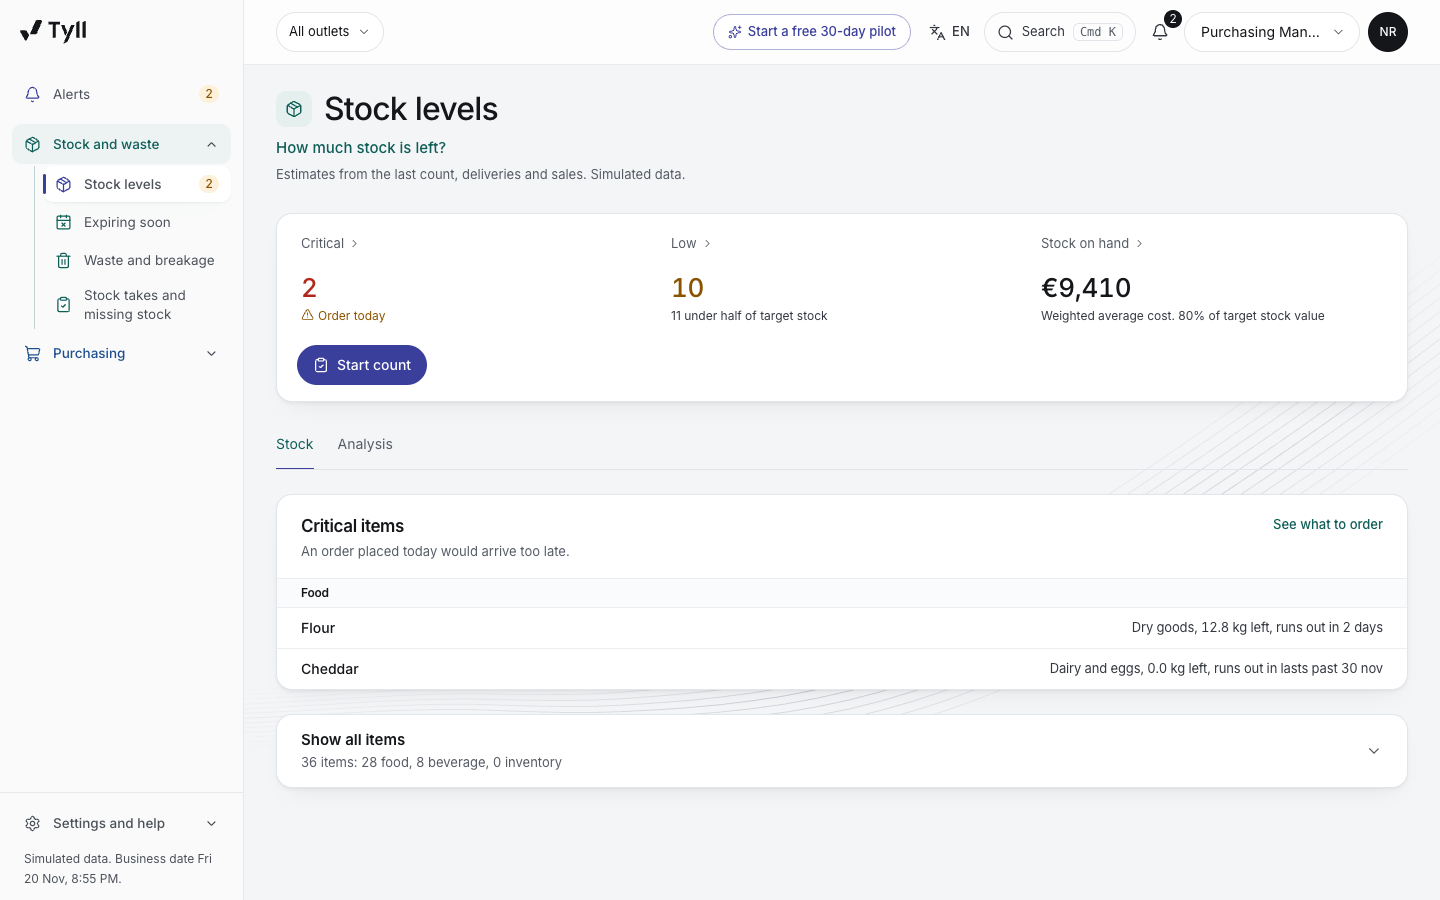 Tyll
All outlets
Start a free 30-day pilot
EN
Search
Cmd K
2
Purchasing Man...
NR
Alerts
2
Stock and waste
Stock levels
2
Expiring soon
Waste and breakage
Stock takes and
missing stock
Purchasing
Settings and help
Simulated data. Business date Fri
20 Nov, 8:55 PM.
Stock levels
How much stock is left?
Estimates from the last count, deliveries and sales. Simulated data.
Critical
2
Order today
Low
10
11 under half of target stock
Stock on hand
€9,410
Weighted average cost. 80% of target stock value
Start count
Stock
Analysis
Critical items
An order placed today would arrive too late.
See what to order
Food
Flour
Dry goods, 12.8 kg left, runs out in 2 days
Cheddar
Dairy and eggs, 0.0 kg left, runs out in lasts past 30 nov
Show all items
36 items: 28 food, 8 beverage, 0 inventory